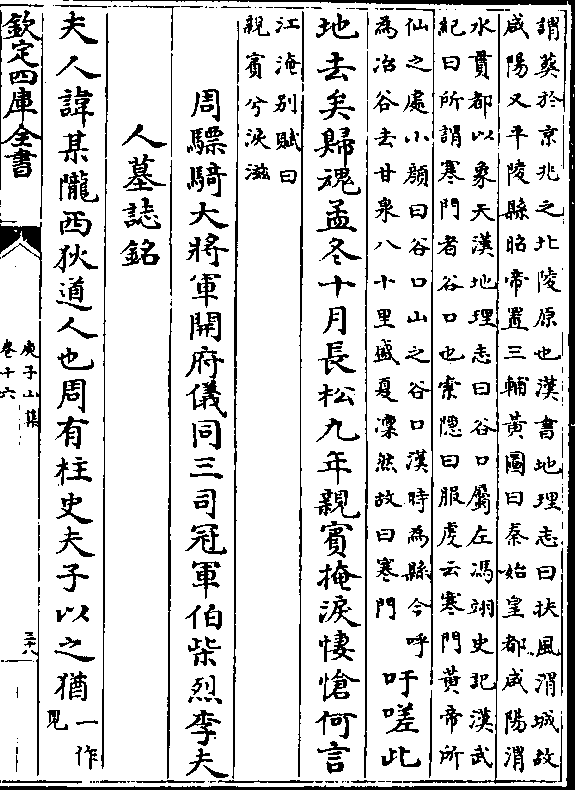 謂葬於京兆之北陵原也漢書地理志曰扶風渭城故
咸陽又平陵縣昭帝置三輔黃圖曰秦始皇都咸陽渭
水貫都以象天漢地理志曰谷口屬左馮翊史記漢武
紀曰所謂寒門者谷口也索隱曰服虔云寒門黃帝所
仙之處小顔曰谷口山之谷口漢時為縣今呼
為冶谷去甘泉八十里盛夏凜然故曰寒門
吁嗟此
地去矣歸魂孟冬十月長松九年親賓掩淚悽愴何言
江淹別賦曰
親賓兮淚滋
周驃騎大將軍開府儀同三司冠軍伯柴烈李夫
人墓誌銘
夫人諱某隴西狄道人也周有柱史夫子以之猶
一作
見
欽定四庫全書
庾子山集
卷十六
三八